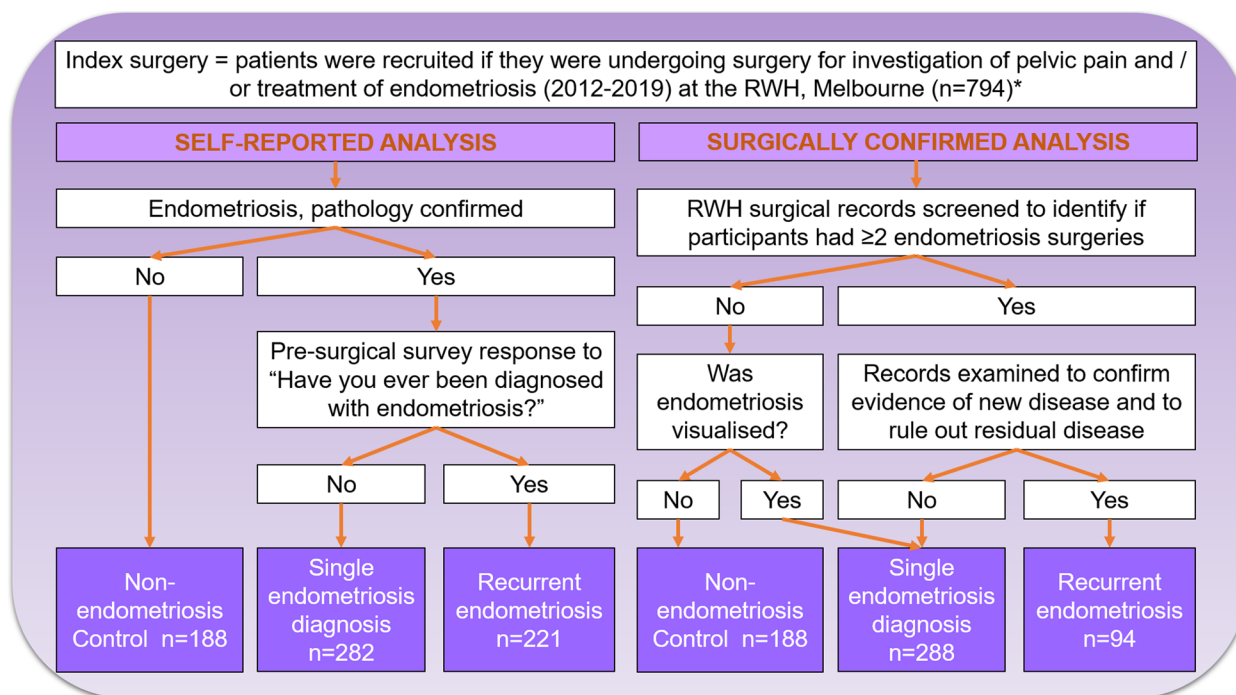 Index surgery = patients were recruited if they were undergoing surgery for investigation of pelvic pain and /
or treatment of endometriosis (2012-2019) at the RWH, Melbourne (n=794)*
SELF-REPORTED ANALYSIS
Endometriosis, pathology confirmed
No
Yes
Pre-surgical survey response to
“Have you ever been diagnosed
with endometriosis?”
No
Yes
Non-
endometriosis
Control n=188
Single
endometriosis
diagnosis
n=282
Recurrent
endometriosis
n=221
SURGICALLY CONFIRMED ANALYSIS
RWH surgical records screened to identify if
participants had ≥2 endometriosis surgeries
No
Yes
Was
endometriosis
visualised?
Records examined to confirm
evidence of new disease and to
rule out residual disease
No
Yes
No
Yes
Non-
endometriosis
Control n=188
Single
endometriosis
diagnosis
n=288
Recurrent
endometriosis
n=94